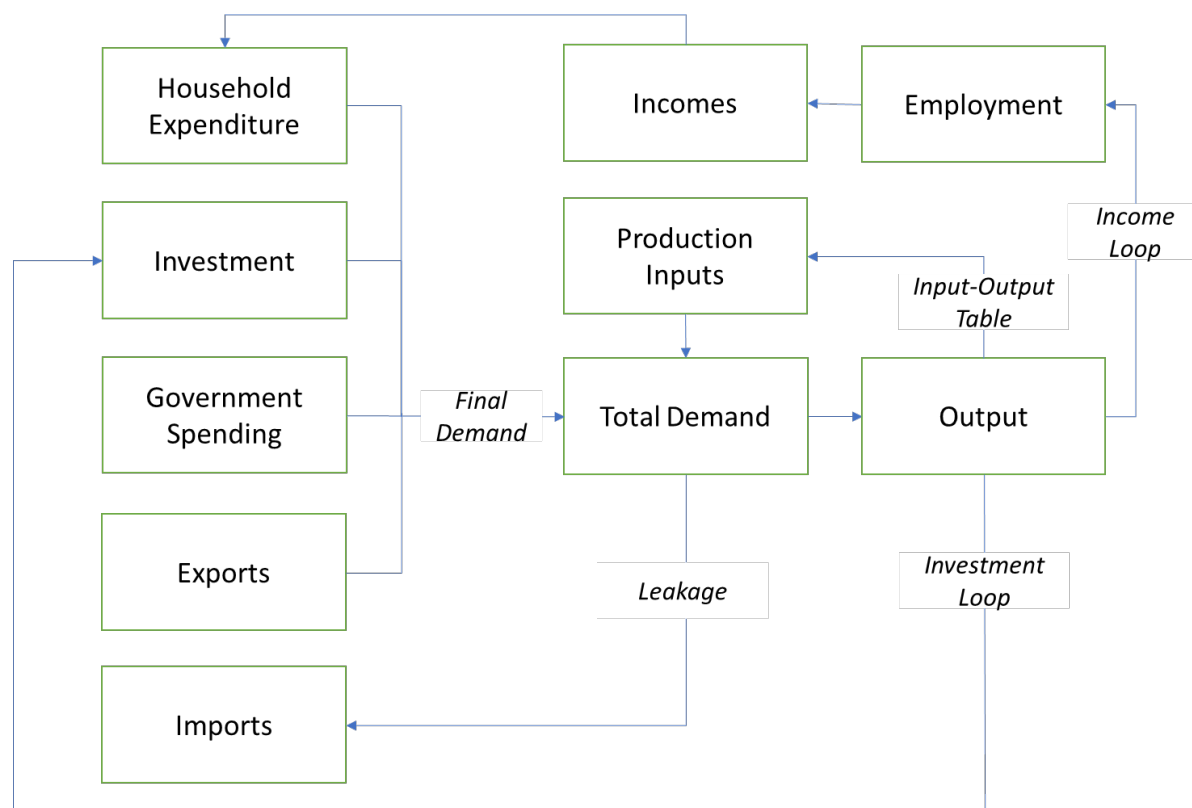 Household
Expenditure
Incomes
Employment
Investment
Production
Inputs
Income
Loop
Input-Output
Table
Government
Spending
Final
Demand
Total Demand
Output
Exports
Leakage
Investment
Loop
Imports